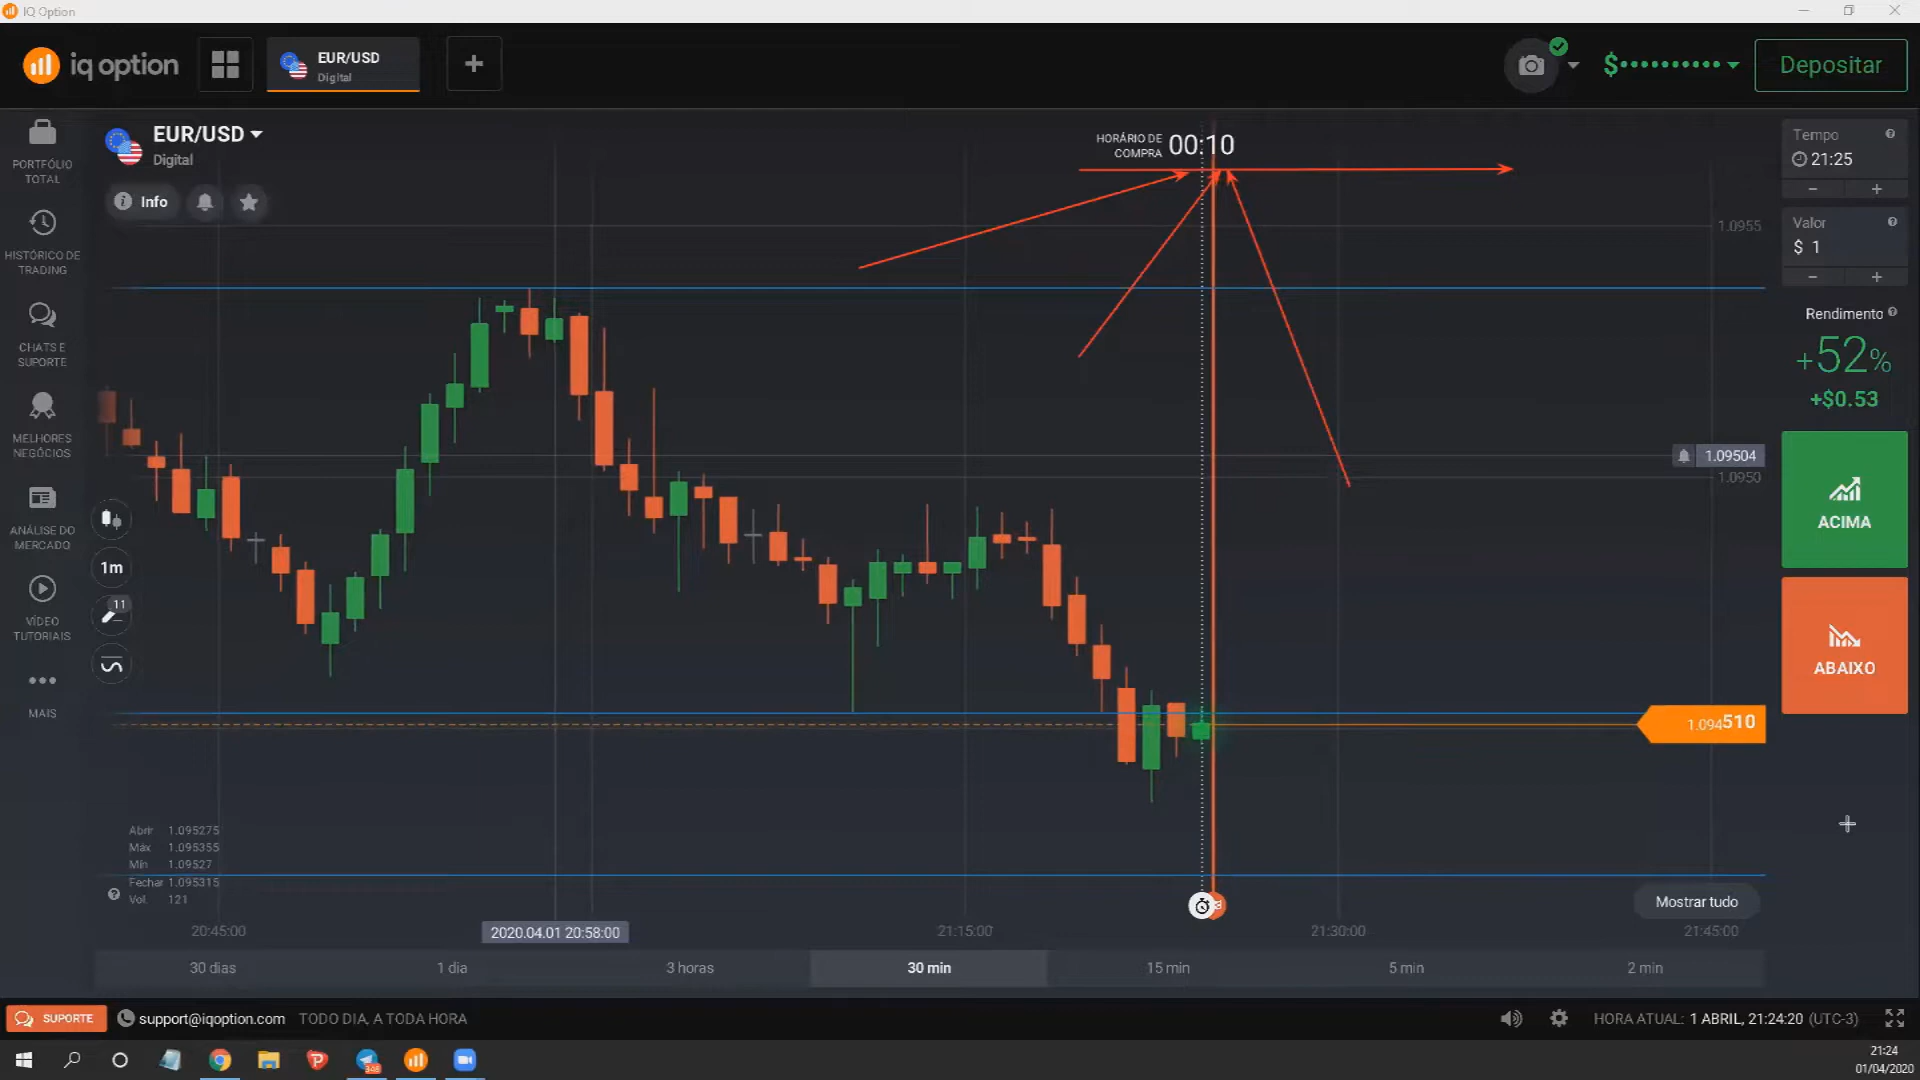 IQ Option
iq option
EUR/USD
Digital
Depositar
PORTFÓLIO
TOTAL
HISTÓRICO DE
TRADING
CHATS E
SUPORTE
MELHORES
NEGÓCIOS
ANÁLISE DO
MERCADO
VÍDEO
TUTORIAIS
MAIS
EUR/USD
Digital
Info
HORÁRIO DE
COMPRA
00:10
1m
11
1.0955
1.09504
1.0950
1.094510
Tempo
21:25
Valor
$ 1
Rendimento
+52%
+$0.53
ACIMA
ABAIXO
Abrir 1.095275
Máx 1.095355
Mín 1.09527
Fechar 1.095315
Vol. 121
Mostrar tudo
20:45:00
2020.04.01 20:58:00
21:15:00
21:30:00
21:45:00
30 dias
1 dia
3 horas
30 min
15 min
5 min
2 min
SUPORTE
support@iqoption.com
TODO DIA, A TODA HORA
HORA ATUAL: 1 ABRIL, 21:24:20 (UTC-3)
21:24
01/04/2020